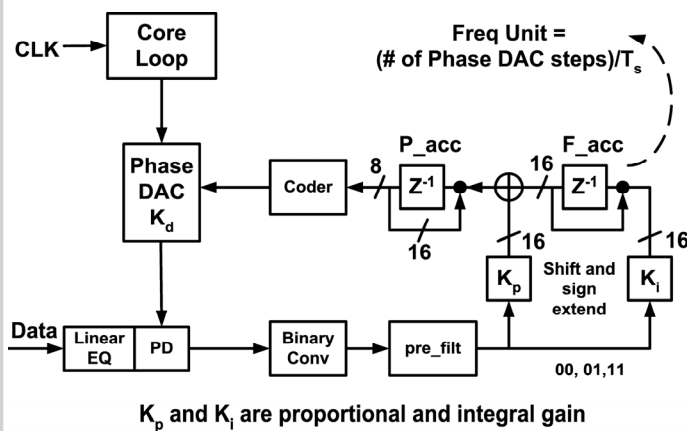 Freq Unit =
(# of Phase DAC steps)/Ts
CLK
Core
Loop
P_acc
F_acc
Phase
DAC
Kd
Coder
8
Z-1
16
16
Z-1
16
16
Kp
Shift and
sign
extend
Ki
Data
Linear
EQ
PD
Binary
Conv
pre_filt
00, 01,11
Kp and Ki are proportional and integral gain